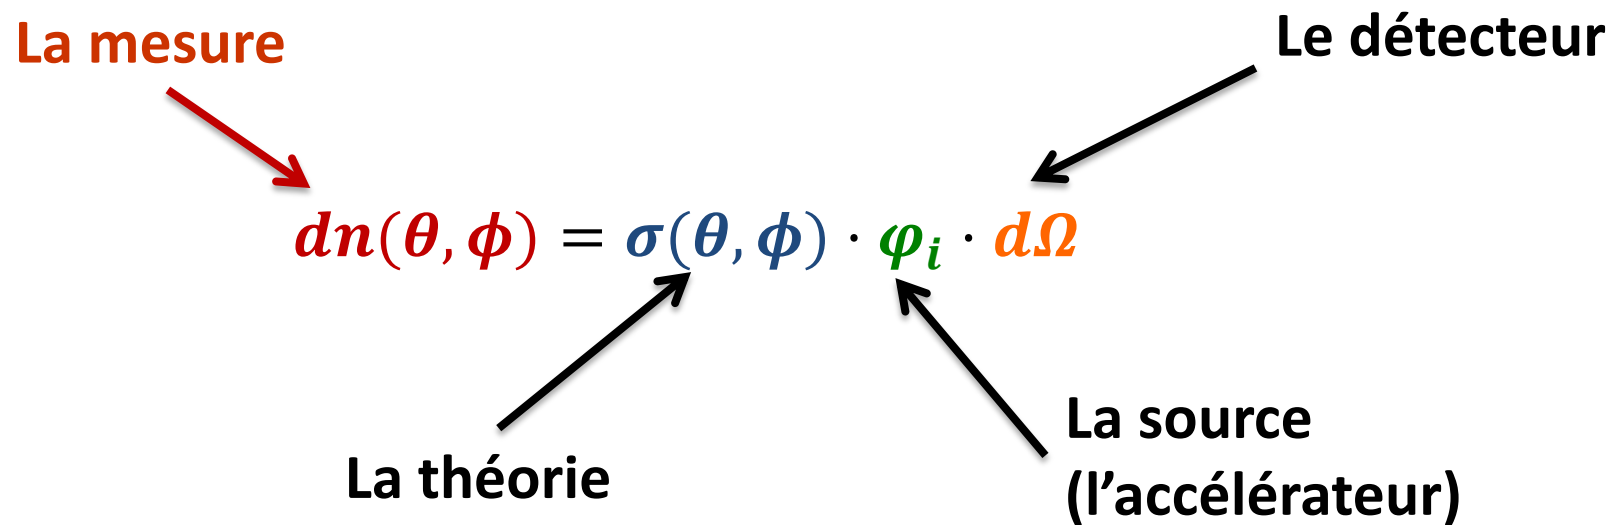 La mesure
Le détecteur
dn(θ, ϕ) = σ(θ, ϕ) · φᵢ · dΩ
La théorie
La source
(l’accélérateur)